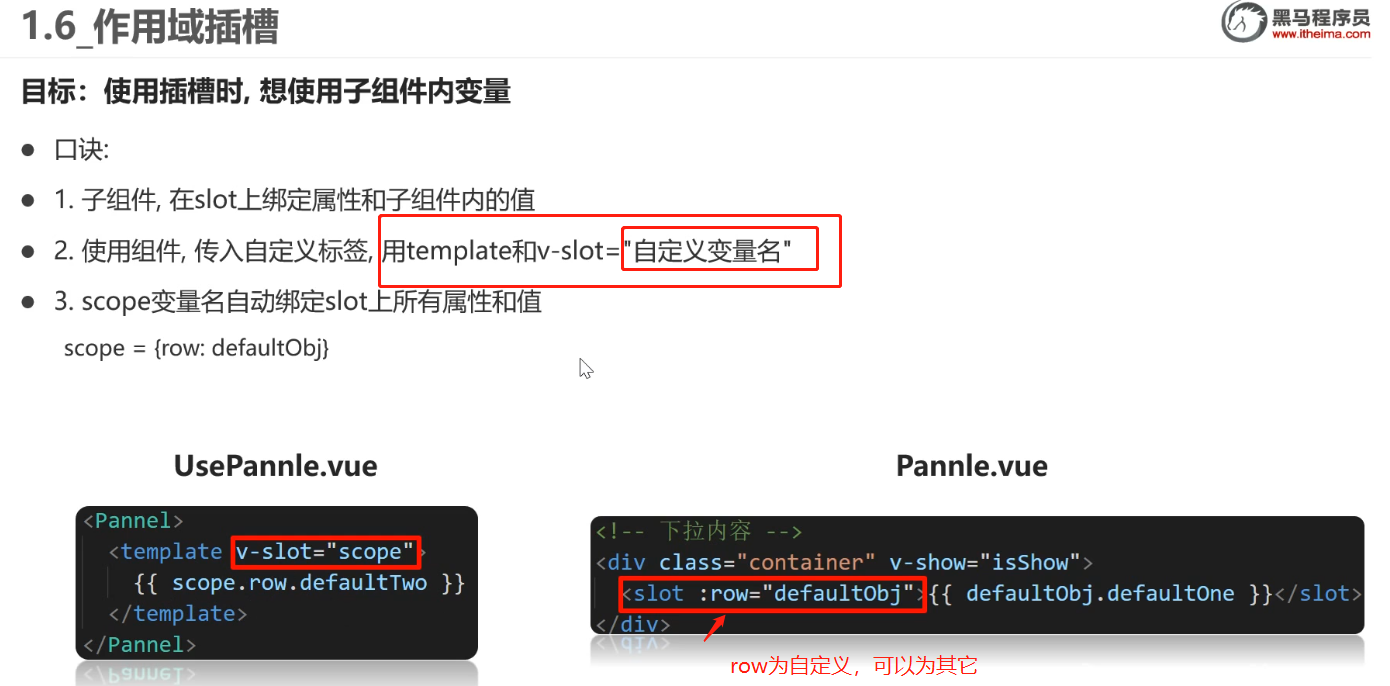 1.6_作用域插槽
黑马程序员
www.itheima.com
目标：使用插槽时, 想使用子组件内变量
● 口诀:
● 1. 子组件, 在slot上绑定属性和子组件内的值
● 2. 使用组件, 传入自定义标签, 用template和v-slot="自定义变量名"
● 3. scope变量名自动绑定slot上所有属性和值
scope = {row: defaultObj}
UsePannle.vue
<Pannel>
<template v-slot="scope">
{{ scope.row.defaultTwo }}
</template>
</Pannel>
Pannle.vue
<!-- 下拉内容 -->
<div class="container" v-show="isShow">
<slot :row="defaultObj">{{ defaultObj.defaultOne }}</slot>
</div>
row为自定义，可以为其它